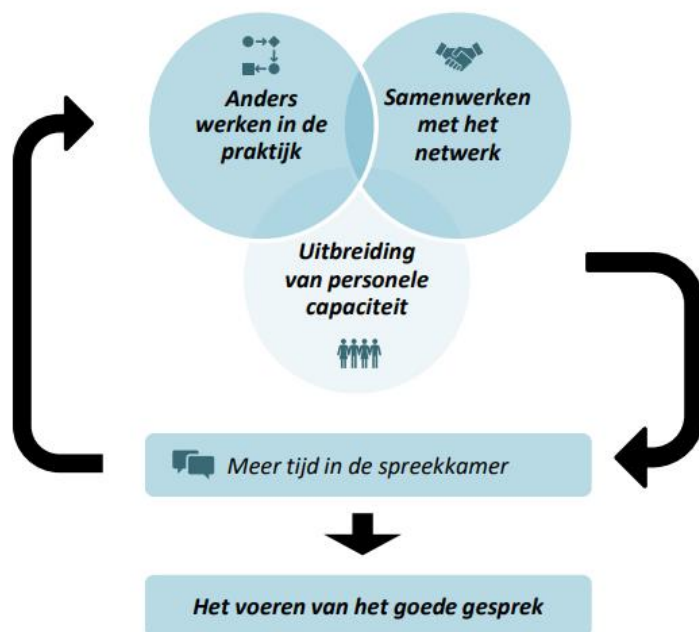 Anders
werken in de
praktijk
Samenwerken
met het
netwerk
Uitbreiding
van personele
capaciteit
Meer tijd in de spreekkamer
Het voeren van het goede gesprek